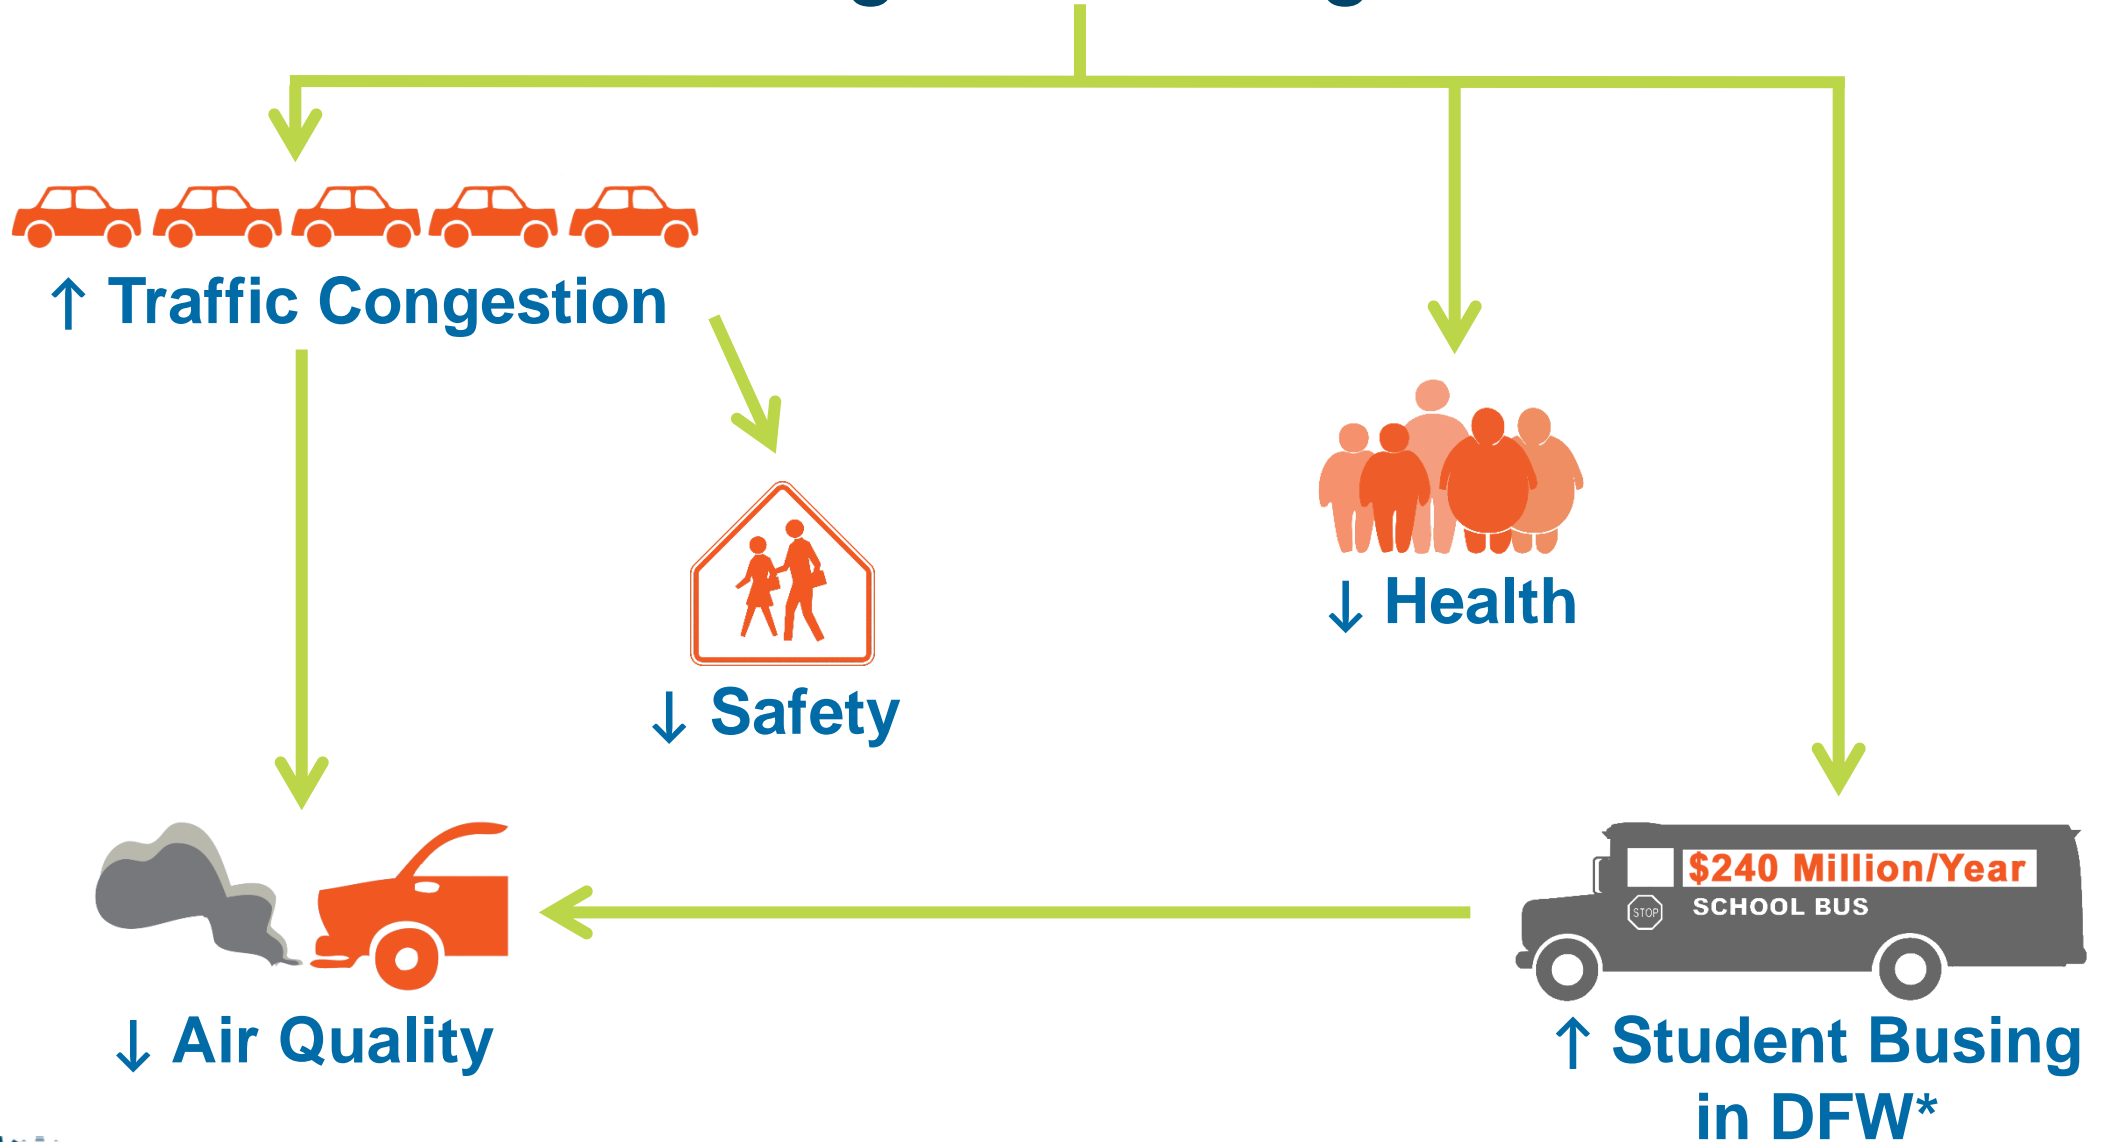 ↑ Traffic Congestion
↓ Health
↓ Safety
$240 Million/Year
STOP
SCHOOL BUS
↓ Air Quality
↑ Student Busing
in DFW*